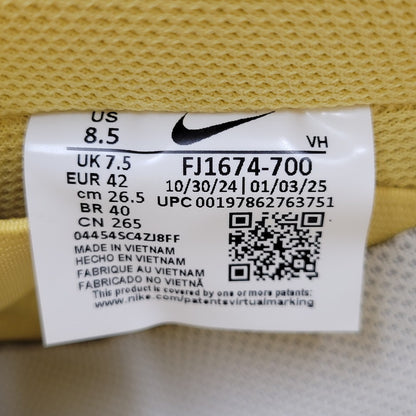 US
8.5
VH
UK 7.5
EUR 42
cm 26.5
BR 40
CN 265
FJ1674-700
10/30/24 | 01/03/25
UPC 00197862763751
04454SC4ZJ8FF
MADE IN VIETNAM
HECHO EN VIETNAM
FABRIQUE AU VIETNAM
FABRICADO NO VIETNÃ
This product is covered by one or more patents. See
www.nike.com/patentsvirtualmarking